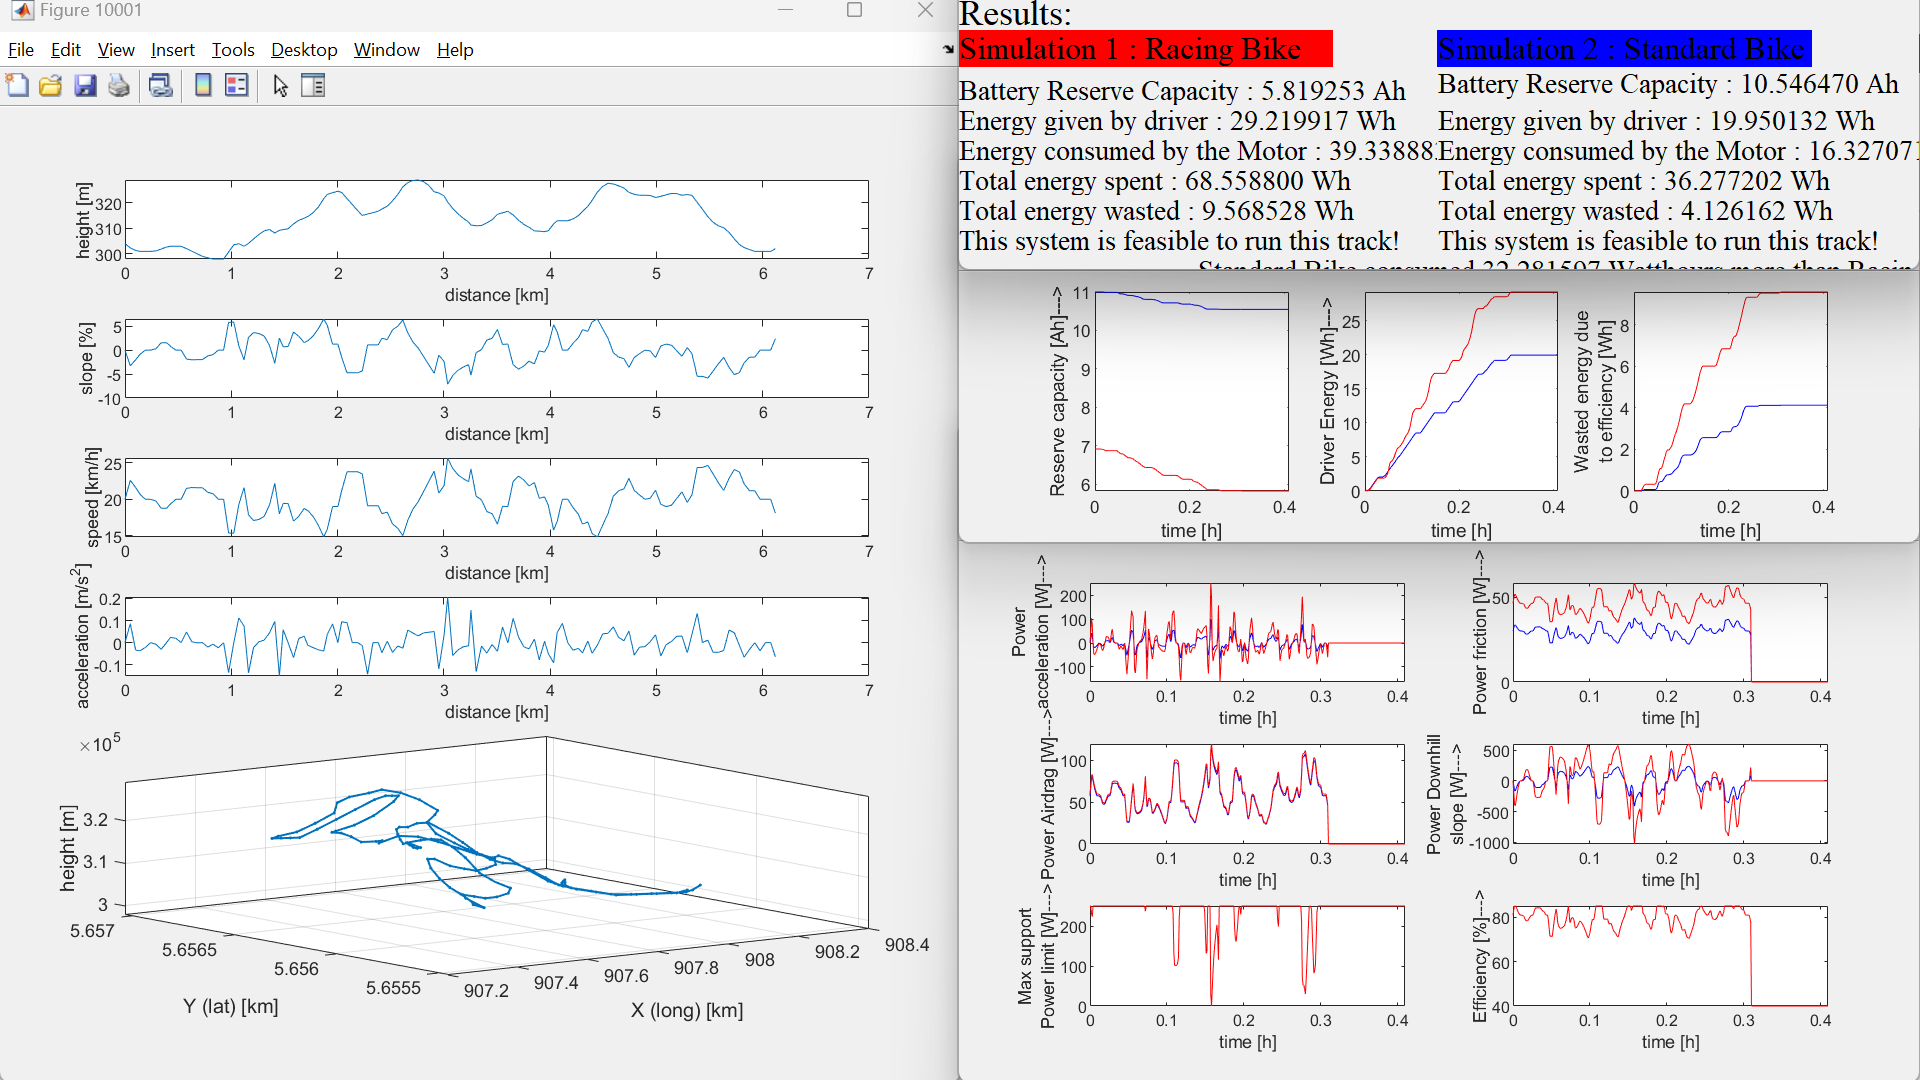 Figure 10001
File Edit View Insert Tools Desktop Window Help
height [m]
320
310
300
0 1 2 3 4 5 6 7
distance [km]
slope [%]
5
0
-5
-10
0 1 2 3 4 5 6 7
distance [km]
speed [km/h]
25
20
15
0 1 2 3 4 5 6 7
distance [km]
acceleration [m/s²]
0.2
0.1
0
-0.1
0 1 2 3 4 5 6 7
distance [km]
×10⁵
height [m]
3.2
3.1
3
5.657
5.6565
5.656
5.6555
Y (lat) [km]
907.2 907.4 907.6 907.8 908 908.2 908.4
X (long) [km]
Results:
Simulation 1 : Racing Bike
Battery Reserve Capacity : 5.819253 Ah
Energy given by driver : 29.219917 Wh
Energy consumed by the Motor : 39.33888
Total energy spent : 68.558800 Wh
Total energy wasted : 9.568528 Wh
This system is feasible to run this track!
Simulation 2 : Standard Bike
Battery Reserve Capacity : 10.546470 Ah
Energy given by driver : 19.950132 Wh
Energy consumed by the Motor : 16.327071
Total energy spent : 36.277202 Wh
Total energy wasted : 4.126162 Wh
This system is feasible to run this track!
Standard Bike consumed 32.281597 Watthours more than Racin
Reserve capacity [Ah]--->
11
10
9
8
7
6
0 0.2 0.4
time [h]
Driver Energy [Wh]--->
25
20
15
10
5
0
0 0.2 0.4
time [h]
Wasted energy due
to efficiency [Wh]
8
6
4
2
0
0 0.2 0.4
time [h]
Power
acceleration [W]--->
200
100
0
-100
0 0.1 0.2 0.3 0.4
time [h]
Power friction [W]--->
50
0
0 0.1 0.2 0.3 0.4
time [h]
Power Airdrag [W]--->
100
50
0
0 0.1 0.2 0.3 0.4
time [h]
Power Downhill
slope [W]--->
500
0
-500
-1000
0 0.1 0.2 0.3 0.4
time [h]
Max support
Power limit [W]--->
200
100
0
0 0.1 0.2 0.3 0.4
time [h]
Efficiency [%]--->
80
60
40
0 0.1 0.2 0.3 0.4
time [h]